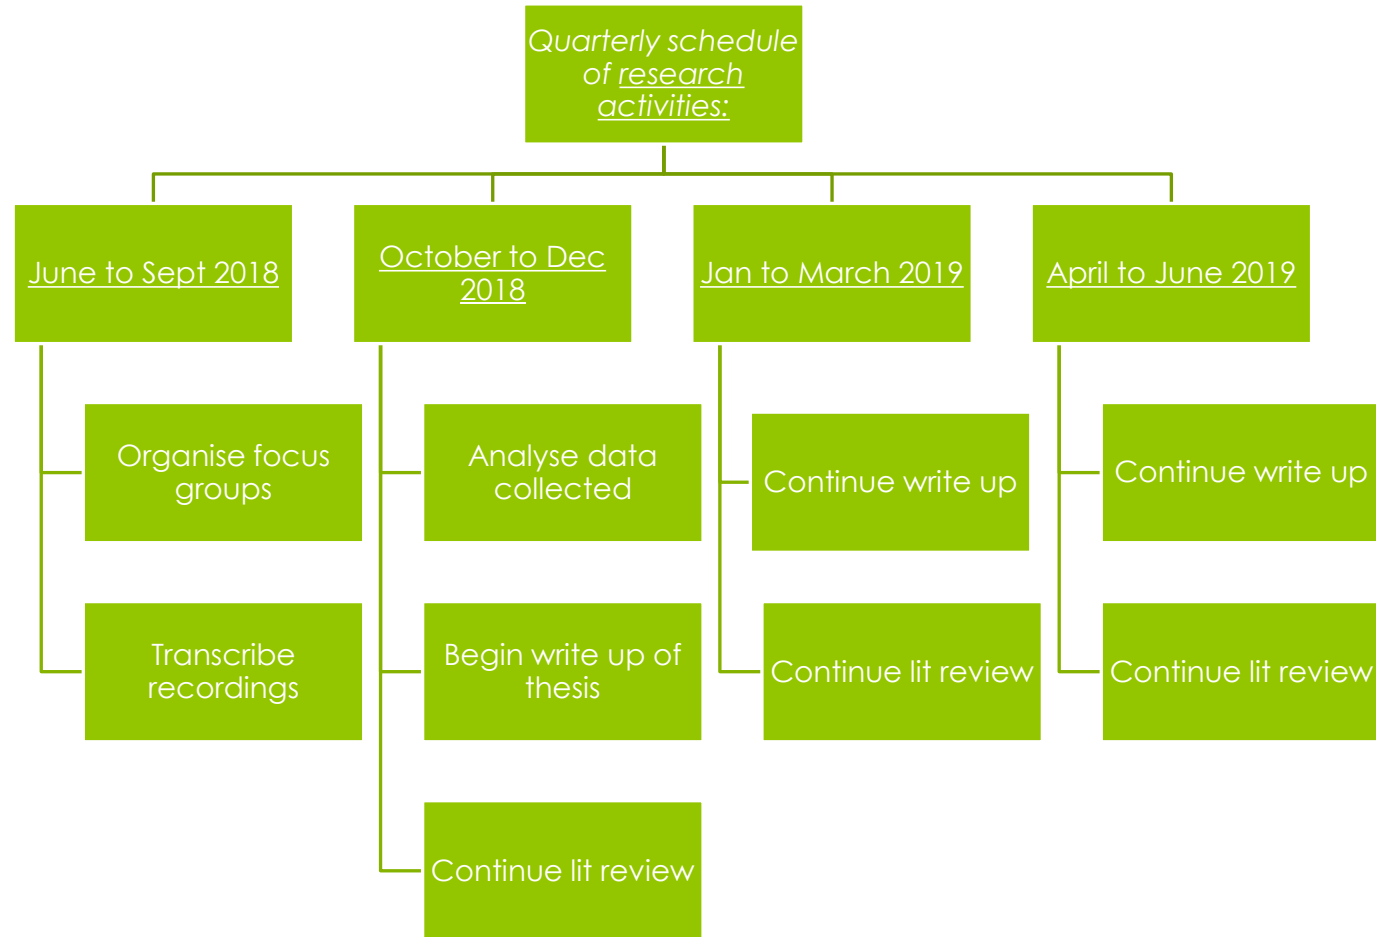 Quarterly schedule
of research
activities:
June to Sept 2018
October to Dec
2018
Jan to March 2019
April to June 2019
Organise focus
groups
Analyse data
collected
Continue write up
Continue write up
Transcribe
recordings
Begin write up of
thesis
Continue lit review
Continue lit review
Continue lit review